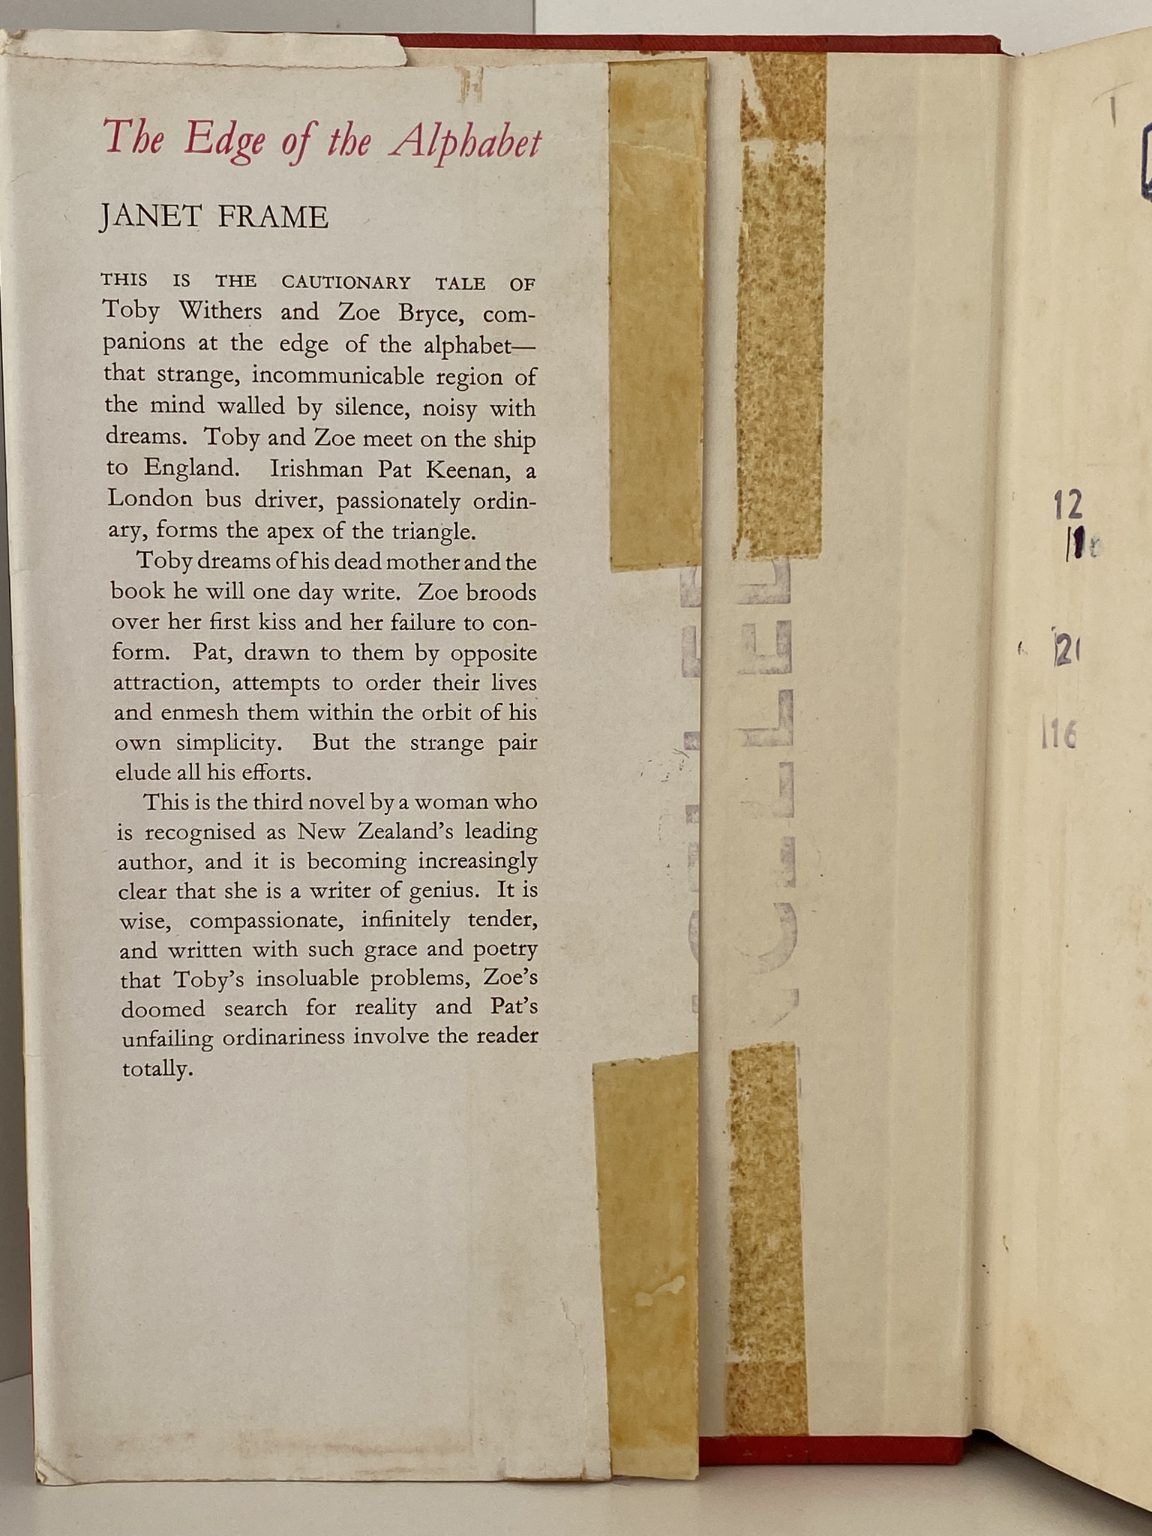 The Edge of the Alphabet
JANET FRAME
THIS IS THE CAUTIONARY TALE OF
Toby Withers and Zoe Bryce, com-
panions at the edge of the alphabet—
that strange, incommunicable region of
the mind walled by silence, noisy with
dreams. Toby and Zoe meet on the ship
to England. Irishman Pat Keenan, a
London bus driver, passionately ordin-
ary, forms the apex of the triangle.
Toby dreams of his dead mother and the
book he will one day write. Zoe broods
over her first kiss and her failure to con-
form. Pat, drawn to them by opposite
attraction, attempts to order their lives
and enmesh them within the orbit of his
own simplicity. But the strange pair
elude all his efforts.
This is the third novel by a woman who
is recognised as New Zealand's leading
author, and it is becoming increasingly
clear that she is a writer of genius. It is
wise, compassionate, infinitely tender,
and written with such grace and poetry
that Toby's insoluable problems, Zoe's
doomed search for reality and Pat's
unfailing ordinariness involve the reader
totally.
12
21
116